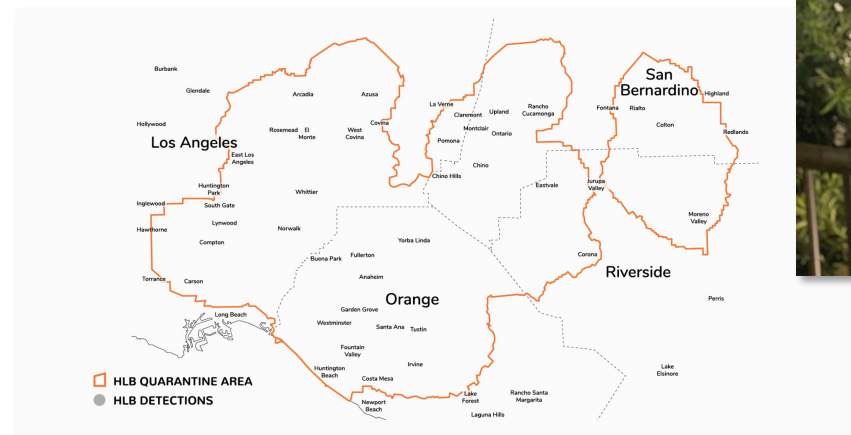 San
Bernardino
Burbank
Glendale
Arcadia
Azusa
Highland
La Verne
Claremont
Upland
Rancho
Cucamonga
Fontana
Rialto
Hollywood
Rosemead
El
Monte
West
Covina
Covina
Montclair
Ontario
Colton
Redlands
Los Angeles
Pomona
East Los
Angeles
Chino
Chino Hills
Huntington
Park
Whittier
Eastvale
Jurupa
Valley
Inglewood
South Gate
Moreno
Valley
Hawthorne
Lynwood
Norwalk
Compton
Yorba Linda
Buena Park
Fullerton
Corona
Riverside
Torrance
Carson
Anaheim
Orange
Perris
Long Beach
Garden Grove
Westminster
Santa Ana
Tustin
Fountain
Valley
Irvine
Huntington
Beach
Costa Mesa
Lake
Elsinore
Newport
Beach
Lake
Forest
Rancho Santa
Margarita
Laguna Hills
HLB QUARANTINE AREA
HLB DETECTIONS